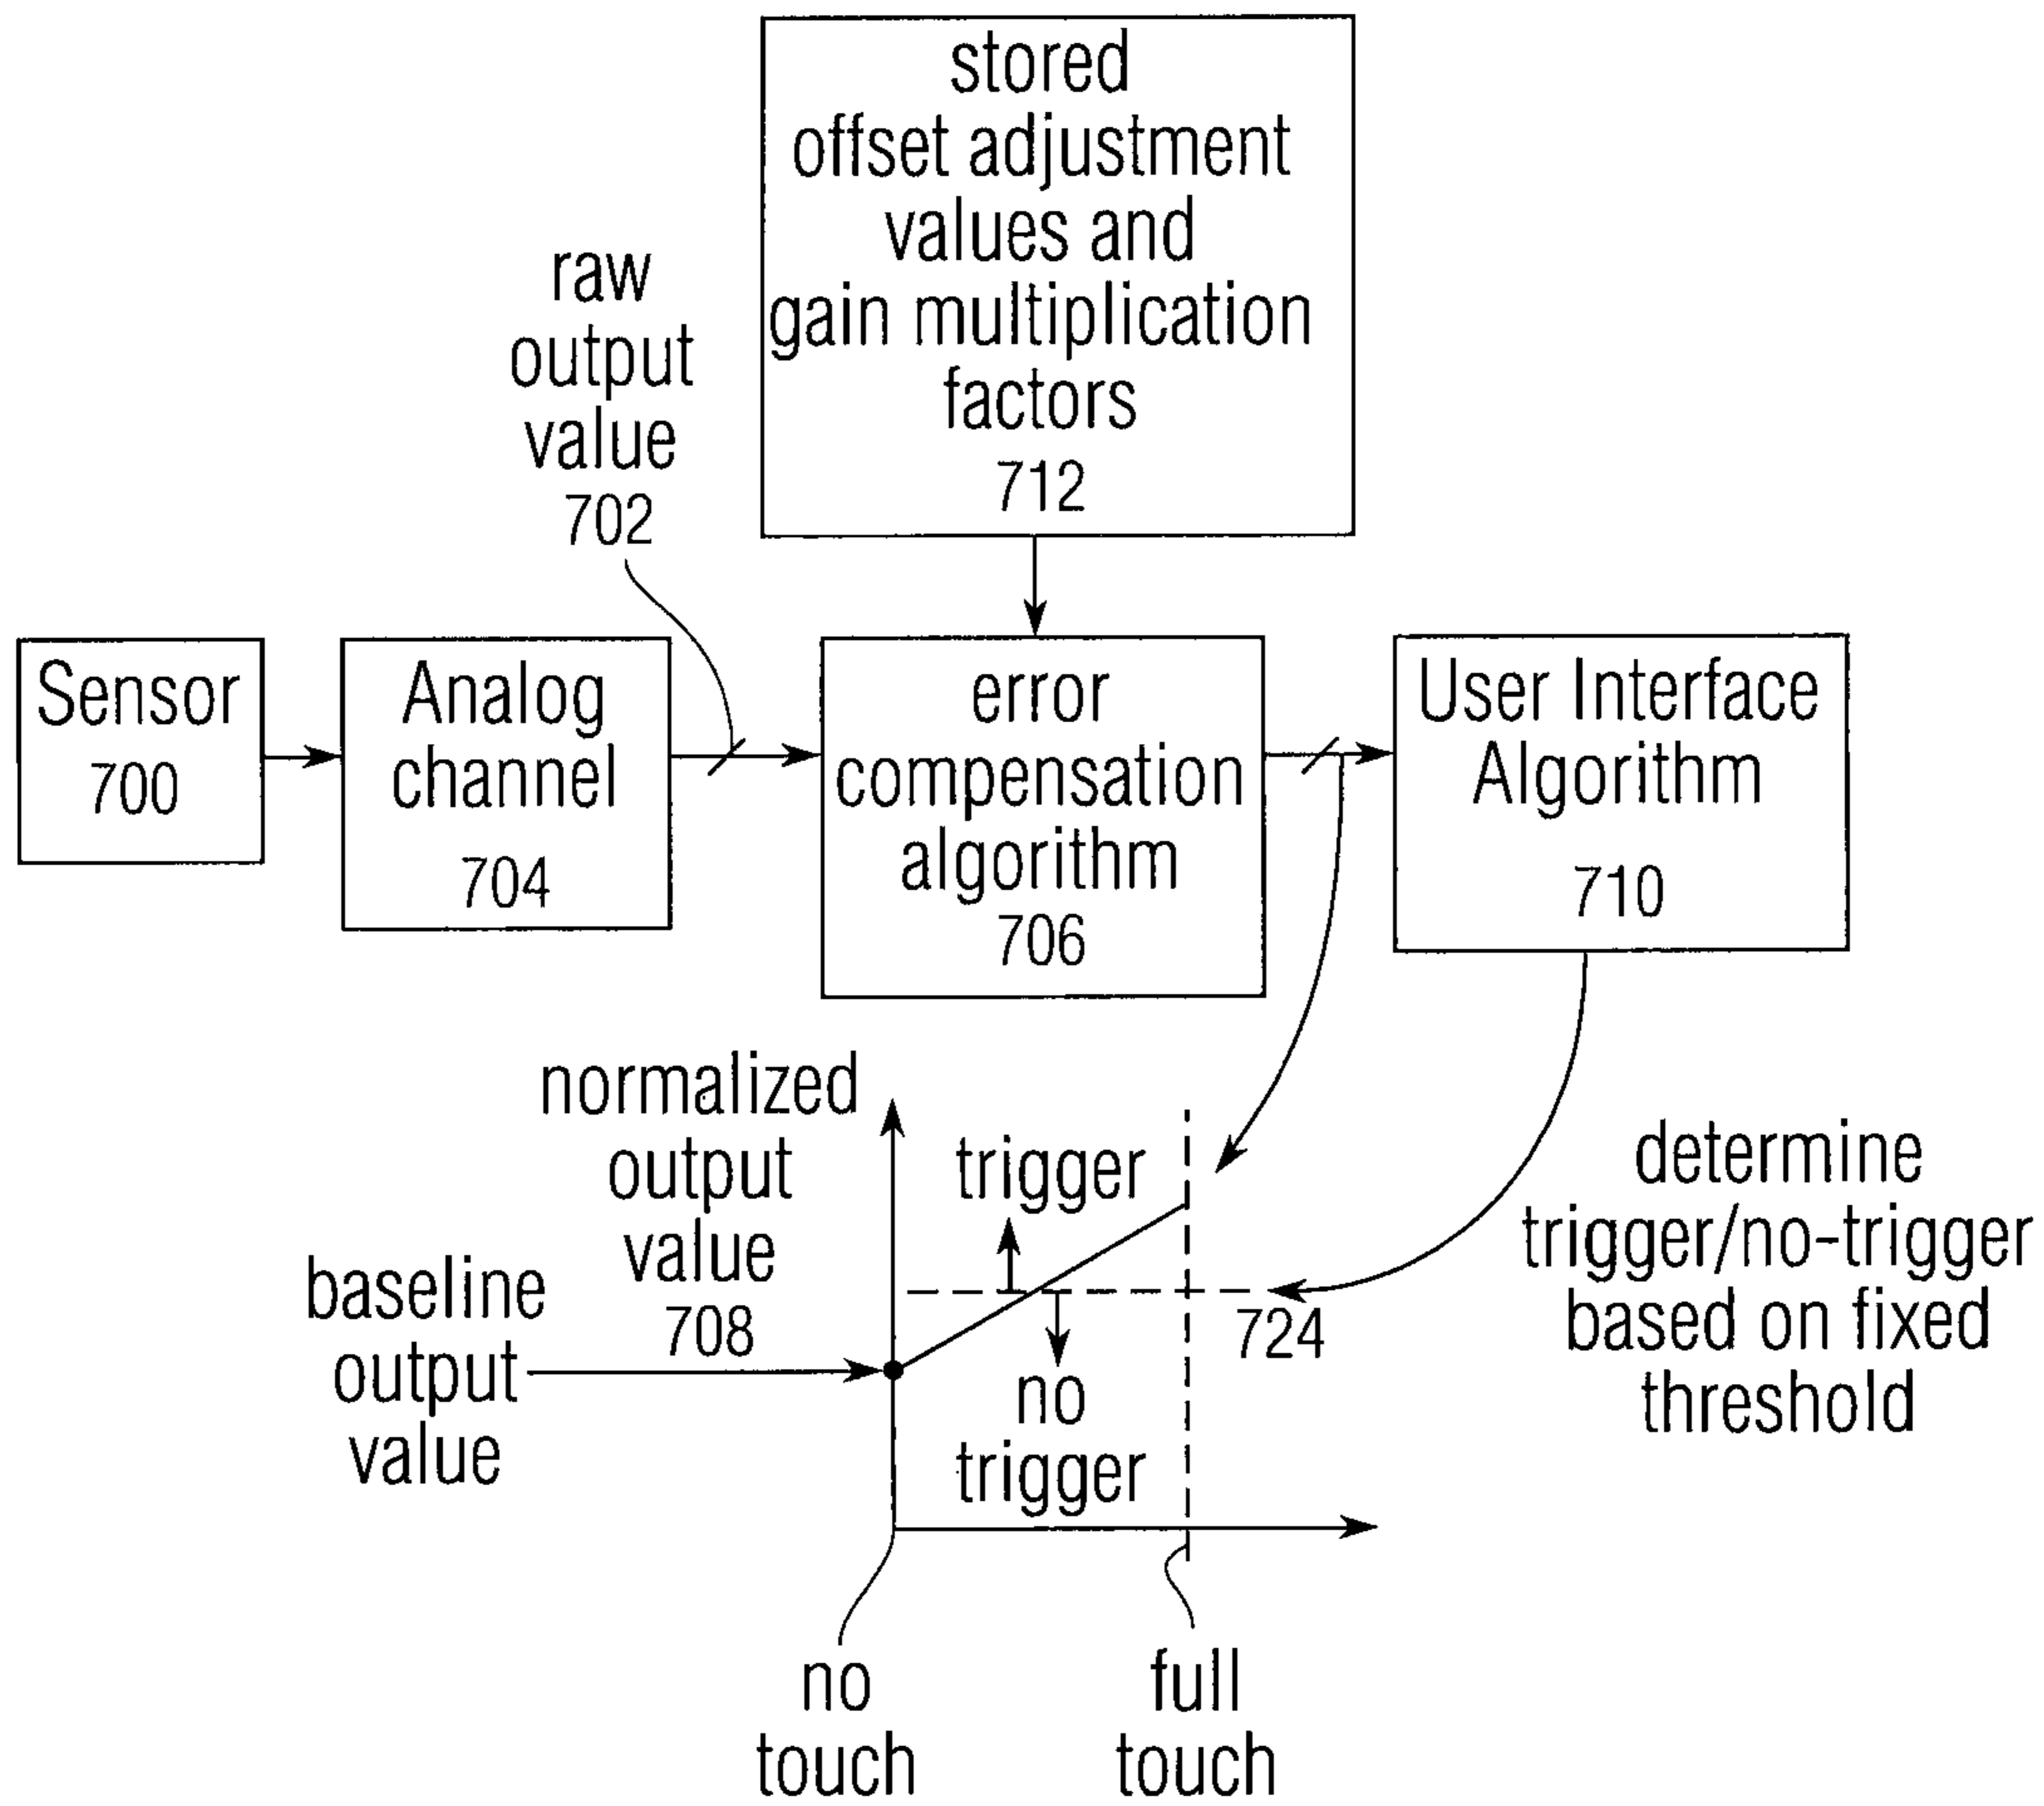 stored
offset adjustment
values and
gain multiplication
factors
712
raw
output
value
702
Sensor
700
Analog
channel
704
error
compensation
algorithm
706
User Interface
Algorithm
710
normalized
output
value
708
baseline
output
value
trigger
no
trigger
724
determine
trigger/no-trigger
based on fixed
threshold
no
touch
full
touch